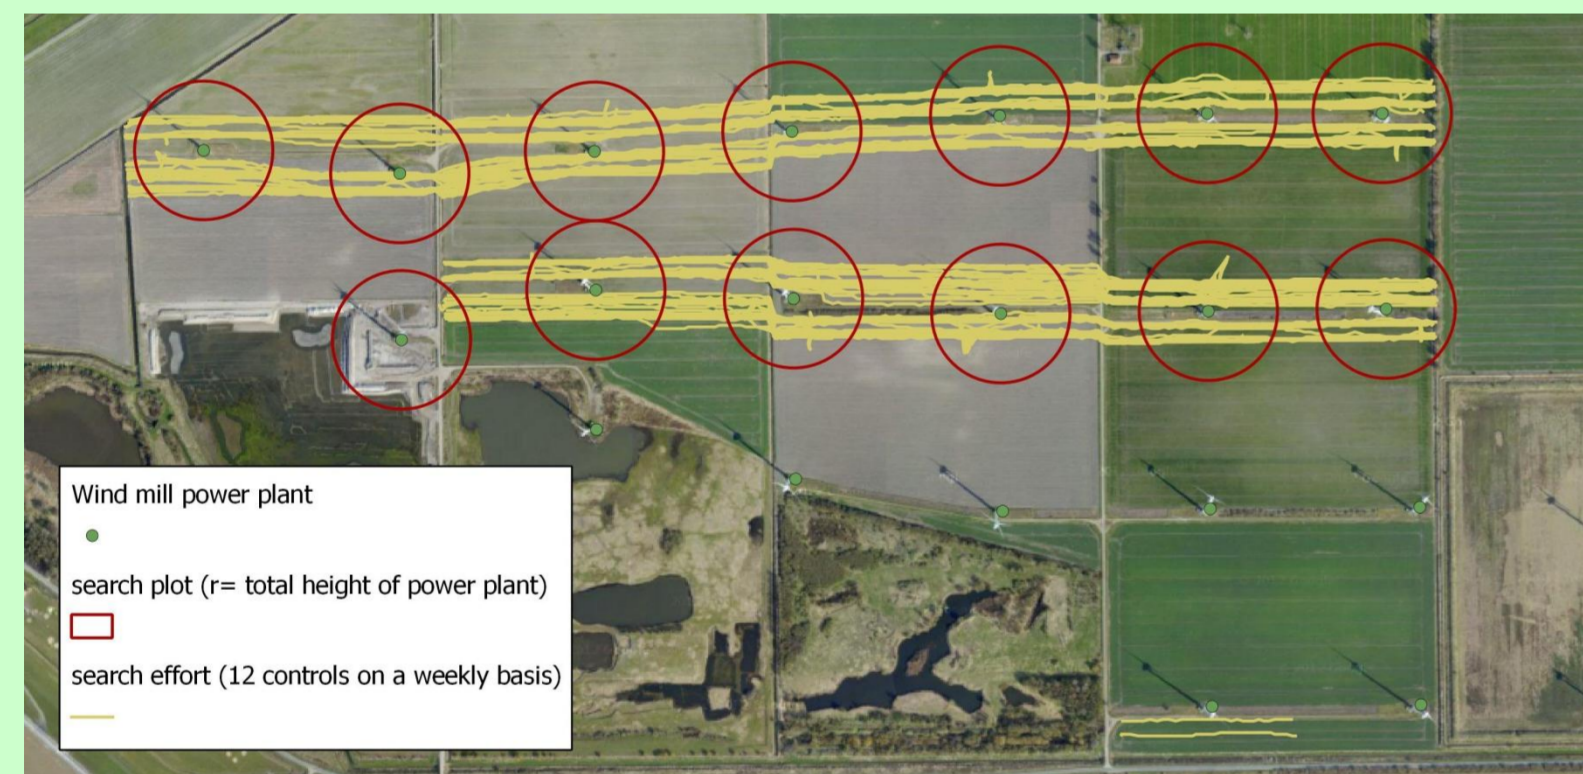 Wind mill power plant
search plot (r= total height of power plant)
search effort (12 controls on a weekly basis)